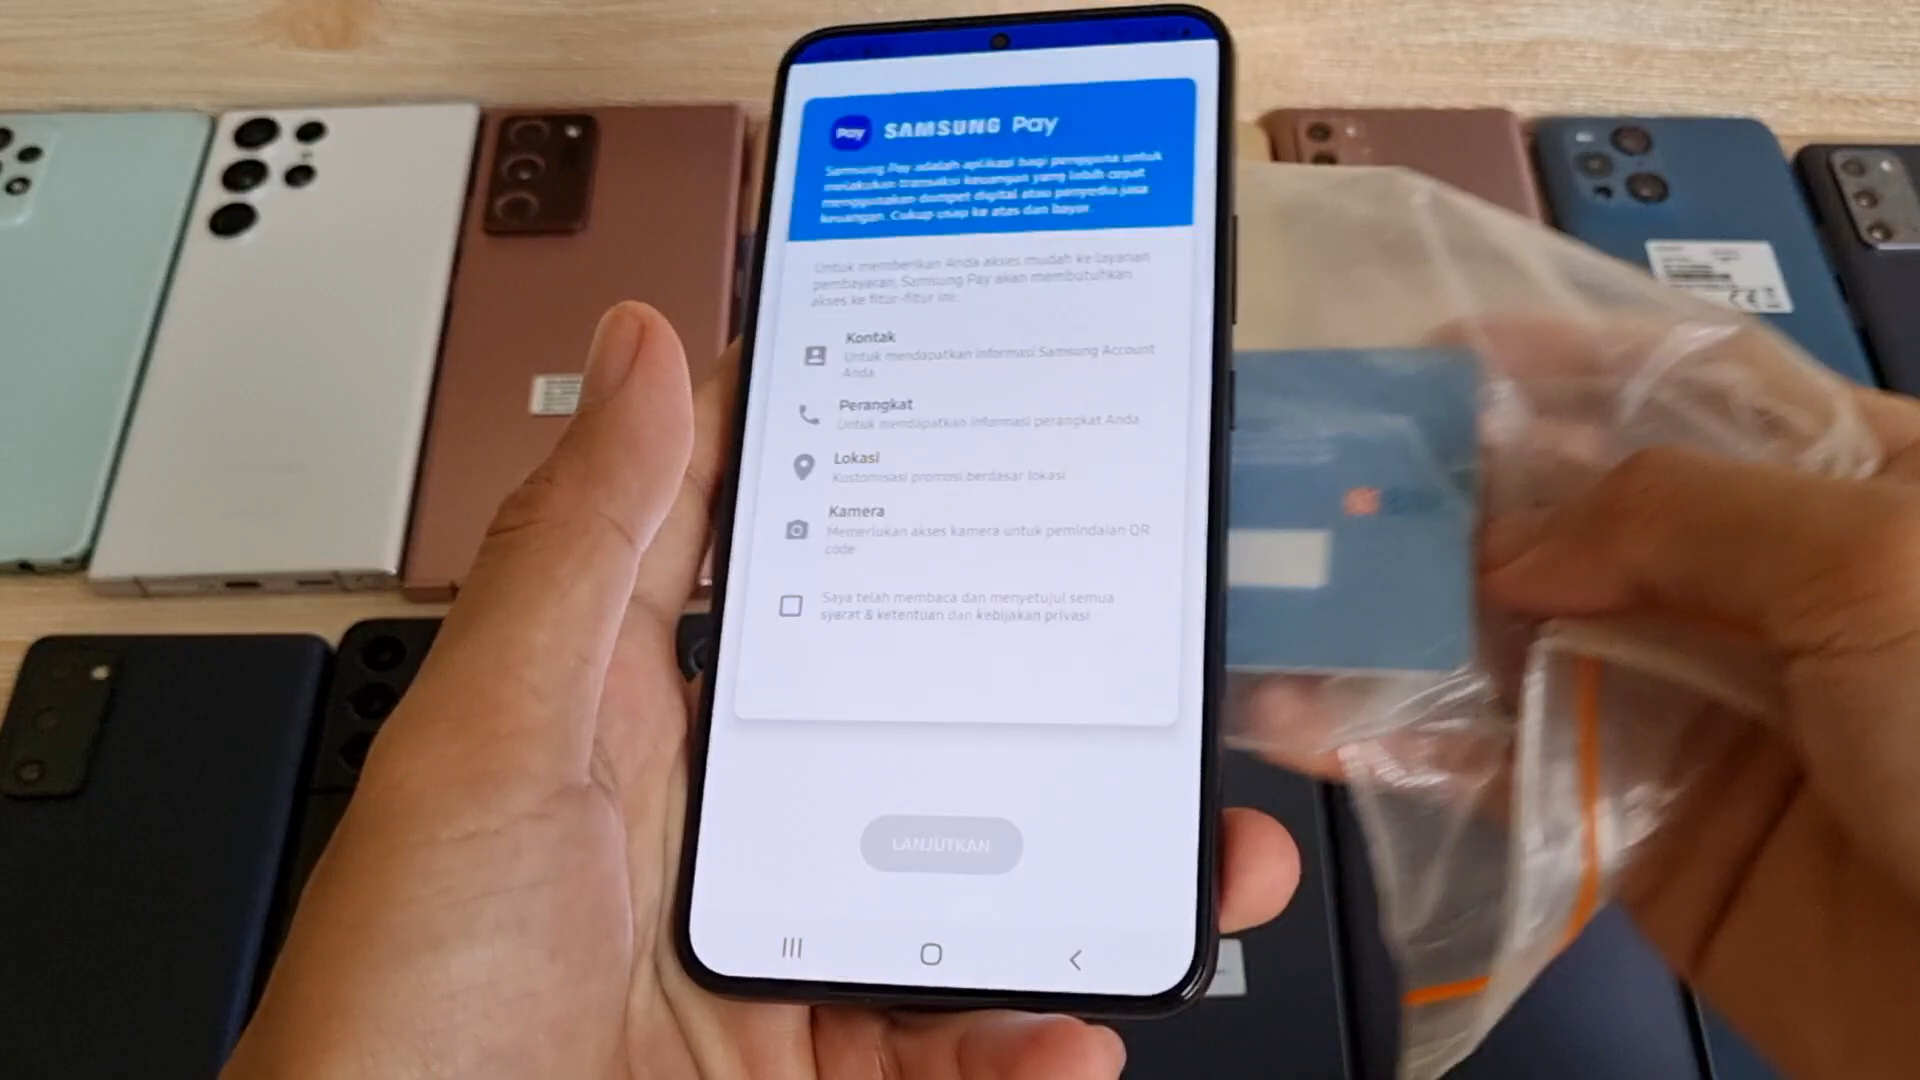 Pay SAMSUNG Pay
Samsung Pay adalah aplikasi bagi pengguna untuk
melakukan transaksi keuangan yang lebih cepat
menggunakan dompet digital atau penyedia jasa
keuangan. Cukup usap ke atas dan bayar.
Untuk memberikan Anda akses mudah ke layanan
pembayaran, Samsung Pay akan membutuhkan
akses ke fitur-fitur ini:
Kontak
Untuk mendapatkan informasi Samsung Account
Anda
Perangkat
Untuk mendapatkan informasi perangkat Anda
Lokasi
Kustomisasi promosi berdasar lokasi
Kamera
Memerlukan akses kamera untuk pemindaian QR
code
Saya telah membaca dan menyetujui semua
syarat & ketentuan dan kebijakan privasi
LANJUTKAN